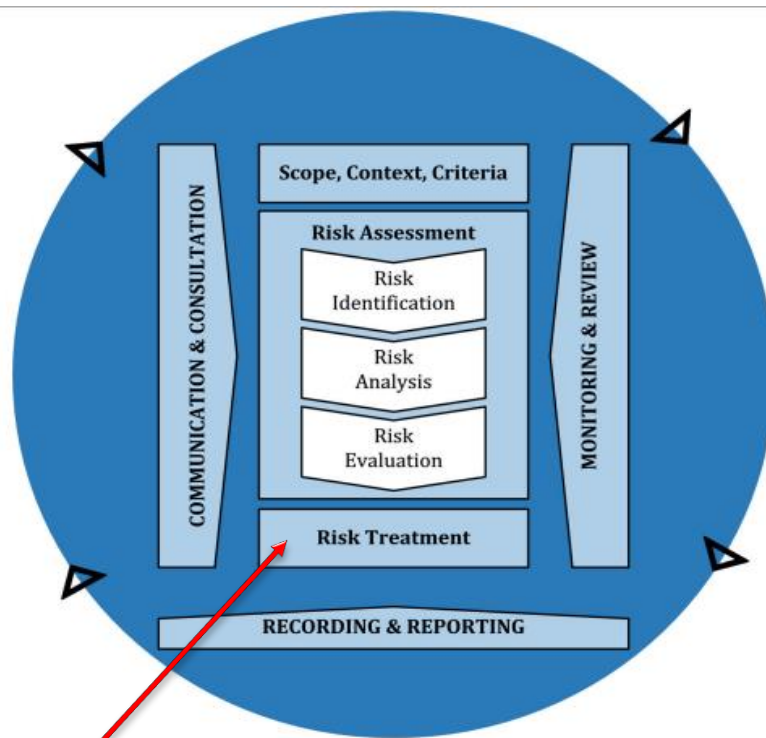 Scope, Context, Criteria
Risk Assessment
Risk
Identification
Risk
Analysis
Risk
Evaluation
Risk Treatment
COMMUNICATION & CONSULTATION
MONITORING & REVIEW
RECORDING & REPORTING